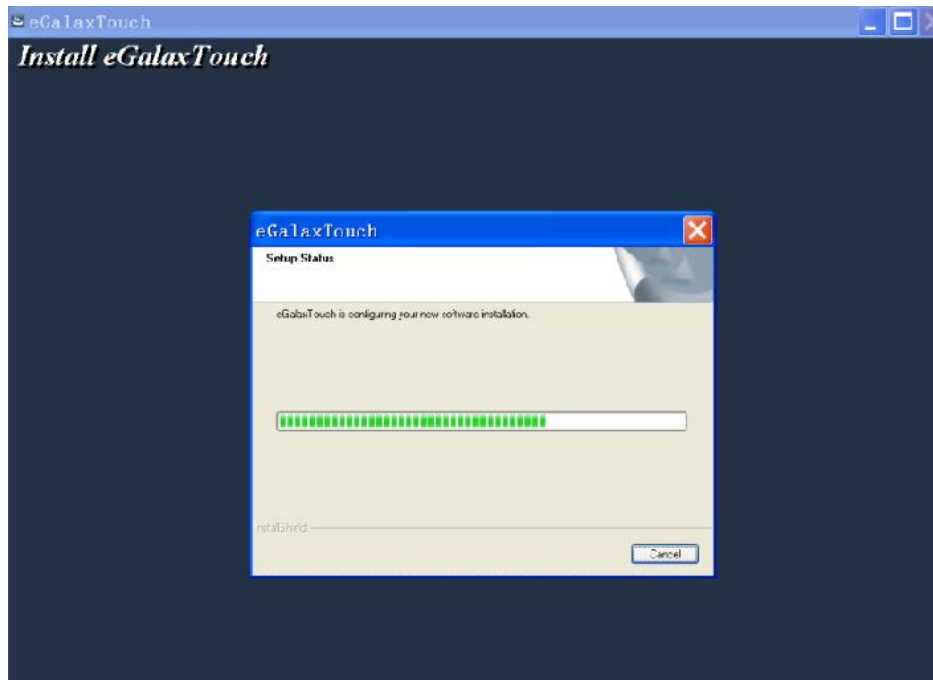 eGalaxTouch
Install eGalaxTouch
eGalaxTouch
Setup Status
eGalaxTouch is configuring your new software installation.
InstallShield
Cancel